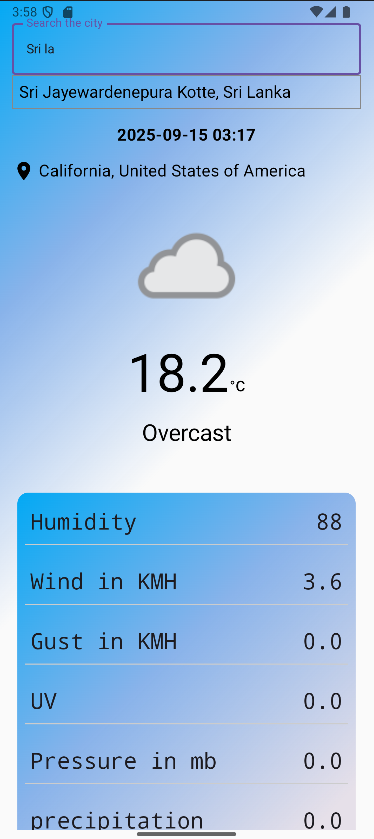 3:58
Search the city
Sri la
Sri Jayewardenepura Kotte, Sri Lanka
2025-09-15 03:17
California, United States of America
18.2°C
Overcast
Humidity 88
Wind in KMH 3.6
Gust in KMH 0.0
UV 0.0
Pressure in mb 0.0
precipitation 0.0